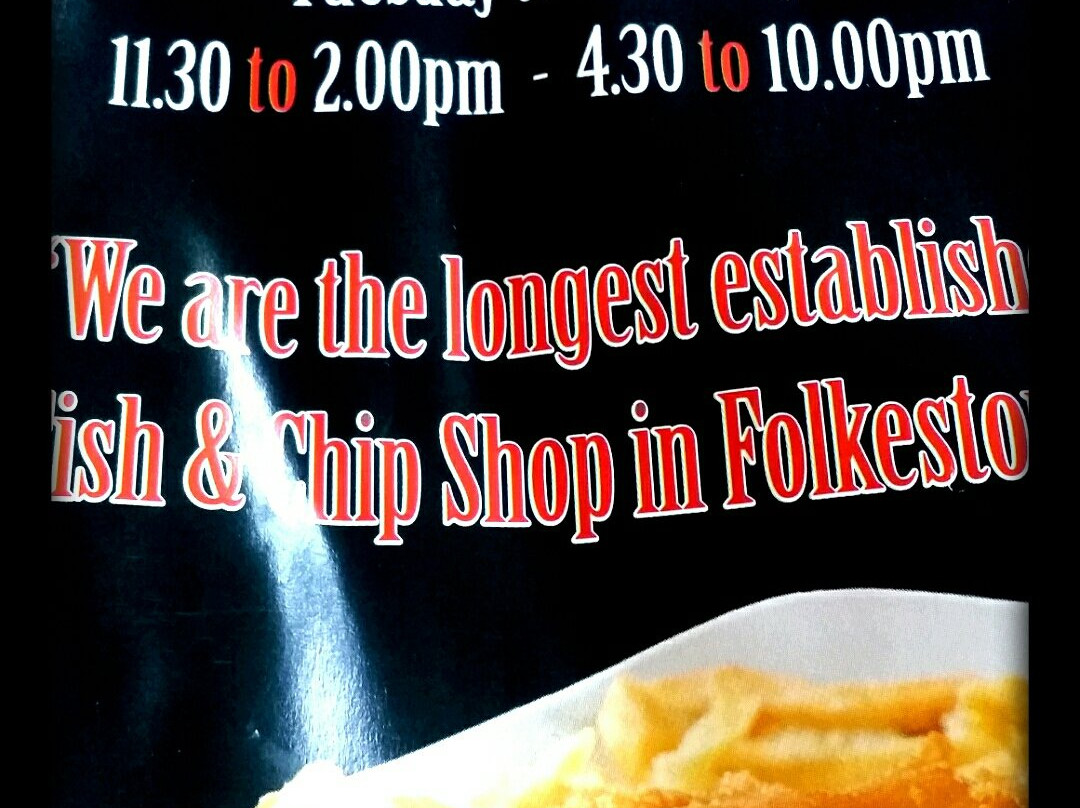 Tuesday
11.30 to 2.00pm - 4.30 to 10.00pm
"We are the longest establish
ish & Chip Shop in Folkesto